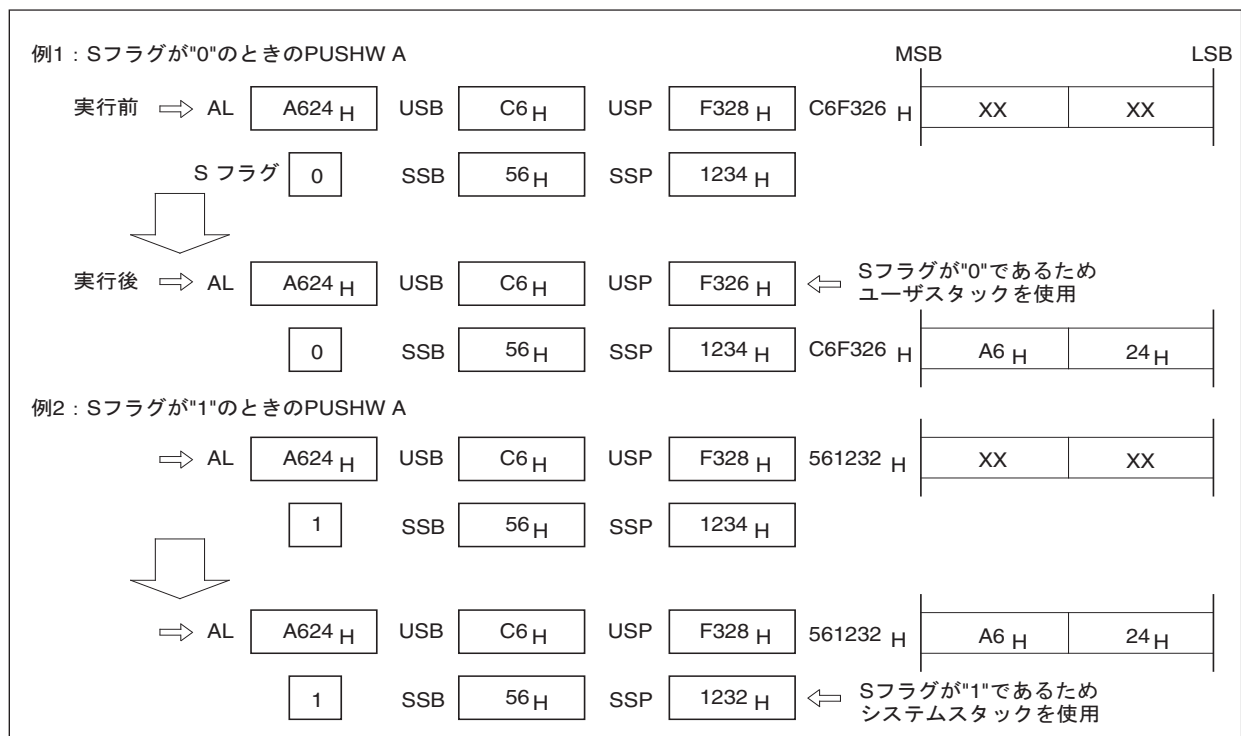 例1：Sフラグが"0"のときのPUSHW A
MSB LSB
実行前 ⇨ AL A624 H USB C6 H USP F328 H C6F326 H XX XX
S フラグ 0 SSB 56 H SSP 1234 H
実行後 ⇨ AL A624 H USB C6 H USP F326 H ⇦ Sフラグが"0"であるため
ユーザスタックを使用
0 SSB 56 H SSP 1234 H C6F326 H A6 H 24 H
例2：Sフラグが"1"のときのPUSHW A
⇨ AL A624 H USB C6 H USP F328 H 561232 H XX XX
1 SSB 56 H SSP 1234 H
⇨ AL A624 H USB C6 H USP F328 H 561232 H A6 H 24 H
1 SSB 56 H SSP 1232 H ⇦ Sフラグが"1"であるため
システムスタックを使用